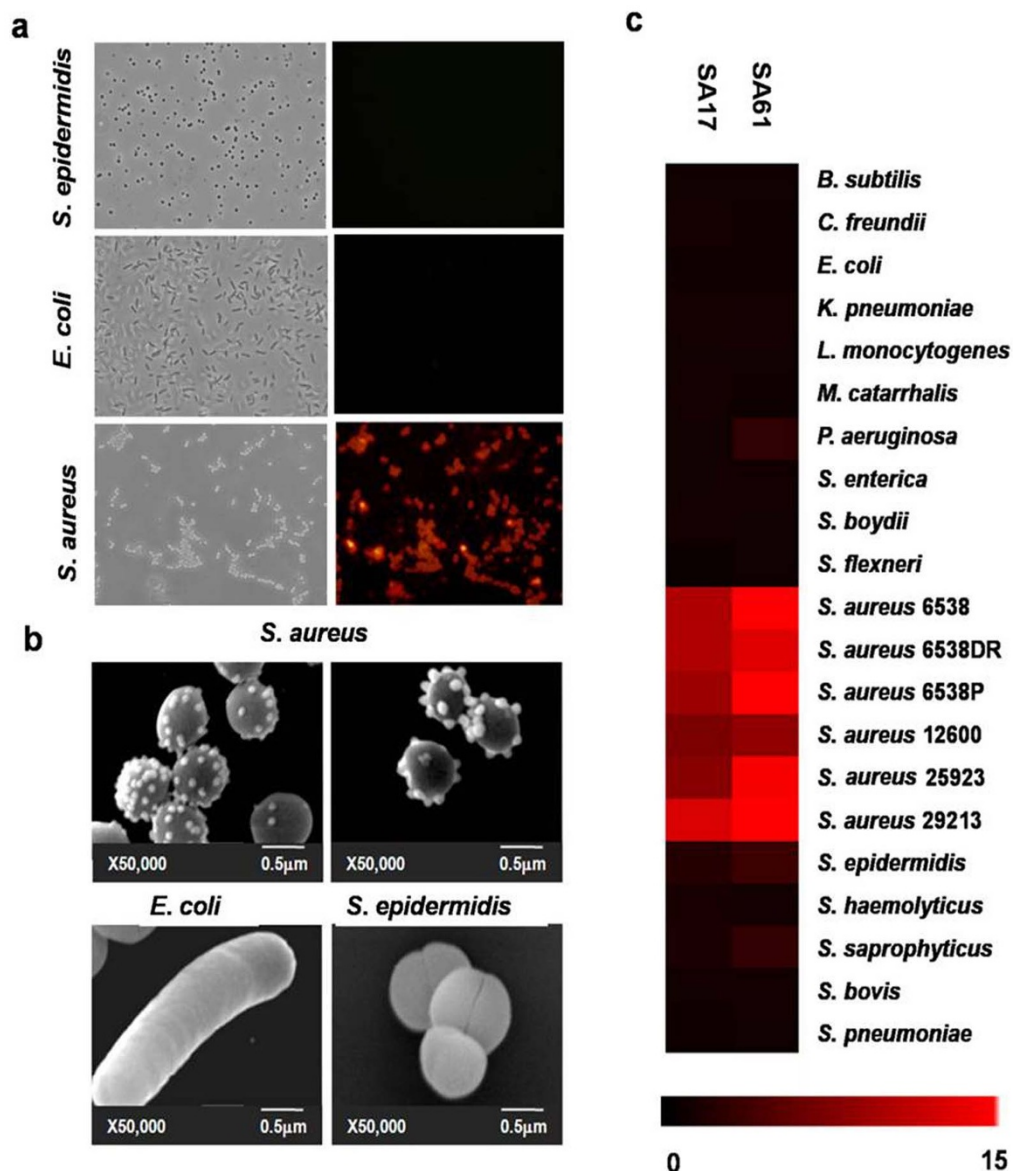 a
S. epidermidis
E. coli
S. aureus
b
S. aureus
X50,000 0.5µm
X50,000 0.5µm
E. coli
S. epidermidis
X50,000 0.5µm
X50,000 0.5µm
c
SA17
SA61
B. subtilis
C. freundii
E. coli
K. pneumoniae
L. monocytogenes
M. catarrhalis
P. aeruginosa
S. enterica
S. boydii
S. flexneri
S. aureus 6538
S. aureus 6538DR
S. aureus 6538P
S. aureus 12600
S. aureus 25923
S. aureus 29213
S. epidermidis
S. haemolyticus
S. saprophyticus
S. bovis
S. pneumoniae
0 15